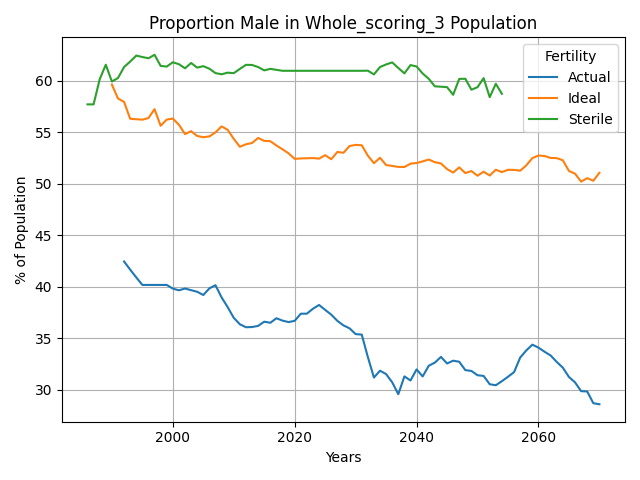 Proportion Male in Whole_scoring_3 Population
Fertility
Actual
Ideal
Sterile
% of Population
60
55
50
45
40
35
30
2000
2020
2040
2060
Years